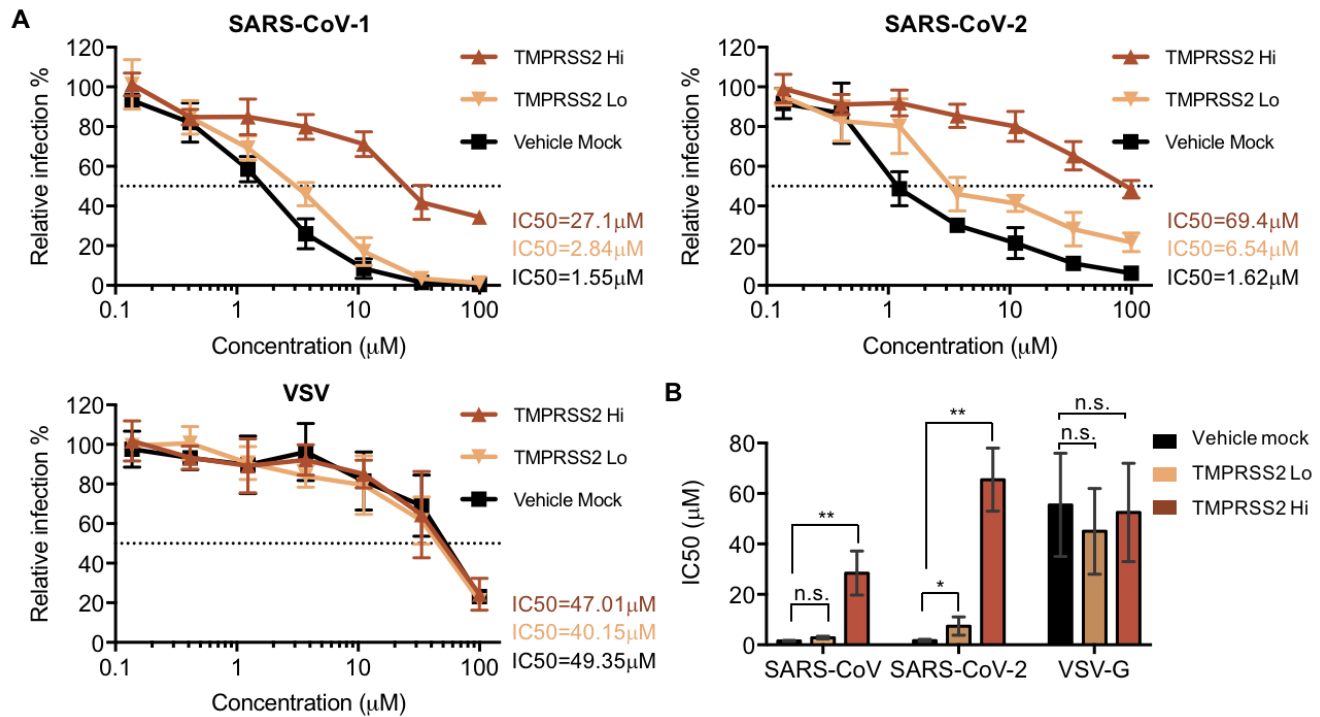 A
SARS-CoV-1
Relative infection %
120
100
80
60
40
20
0
0.1
1
10
100
Concentration (μM)
TMPRSS2 Hi
TMPRSS2 Lo
Vehicle Mock
IC50=27.1μM
IC50=2.84μM
IC50=1.55μM
SARS-CoV-2
Relative infection %
120
100
80
60
40
20
0
0.1
1
10
100
Concentration (μM)
TMPRSS2 Hi
TMPRSS2 Lo
Vehicle Mock
IC50=69.4μM
IC50=6.54μM
IC50=1.62μM
VSV
Relative infection %
120
100
80
60
40
20
0
0.1
1
10
100
Concentration (μM)
TMPRSS2 Hi
TMPRSS2 Lo
Vehicle Mock
IC50=47.01μM
IC50=40.15μM
IC50=49.35μM
B
IC50 (μM)
80
60
40
20
0
n.s.
**
*
**
n.s.
n.s.
SARS-CoV
SARS-CoV-2
VSV-G
Vehicle mock
TMPRSS2 Lo
TMPRSS2 Hi